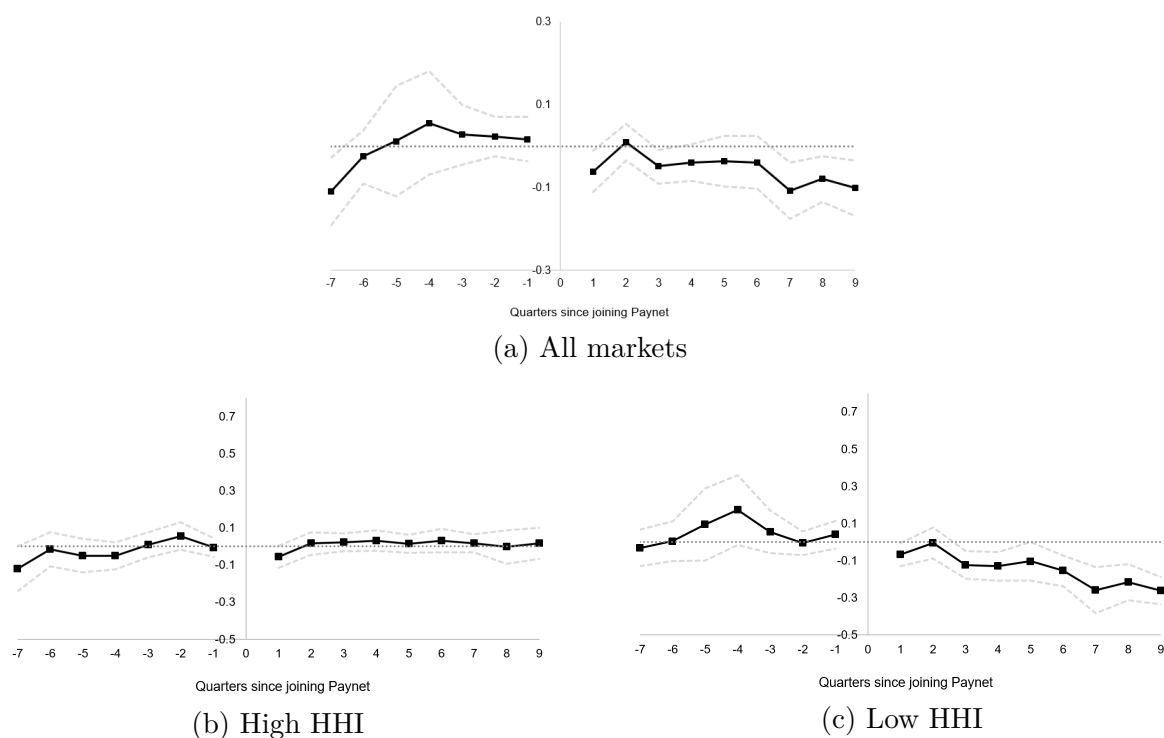 0.3
0.1
-0.1
-0.3
-7 -6 -5 -4 -3 -2 -1 0 1 2 3 4 5 6 7 8 9
Quarters since joining Paynet
(a) All markets
0.7
0.5
0.3
0.1
-0.1
-0.3
-0.5
-7 -6 -5 -4 -3 -2 -1 0 1 2 3 4 5 6 7 8 9
Quarters since joining Paynet
(b) High HHI
0.7
0.5
0.3
0.1
-0.1
-0.3
-0.5
-7 -6 -5 -4 -3 -2 -1 0 1 2 3 4 5 6 7 8 9
Quarters since joining Paynet
(c) Low HHI